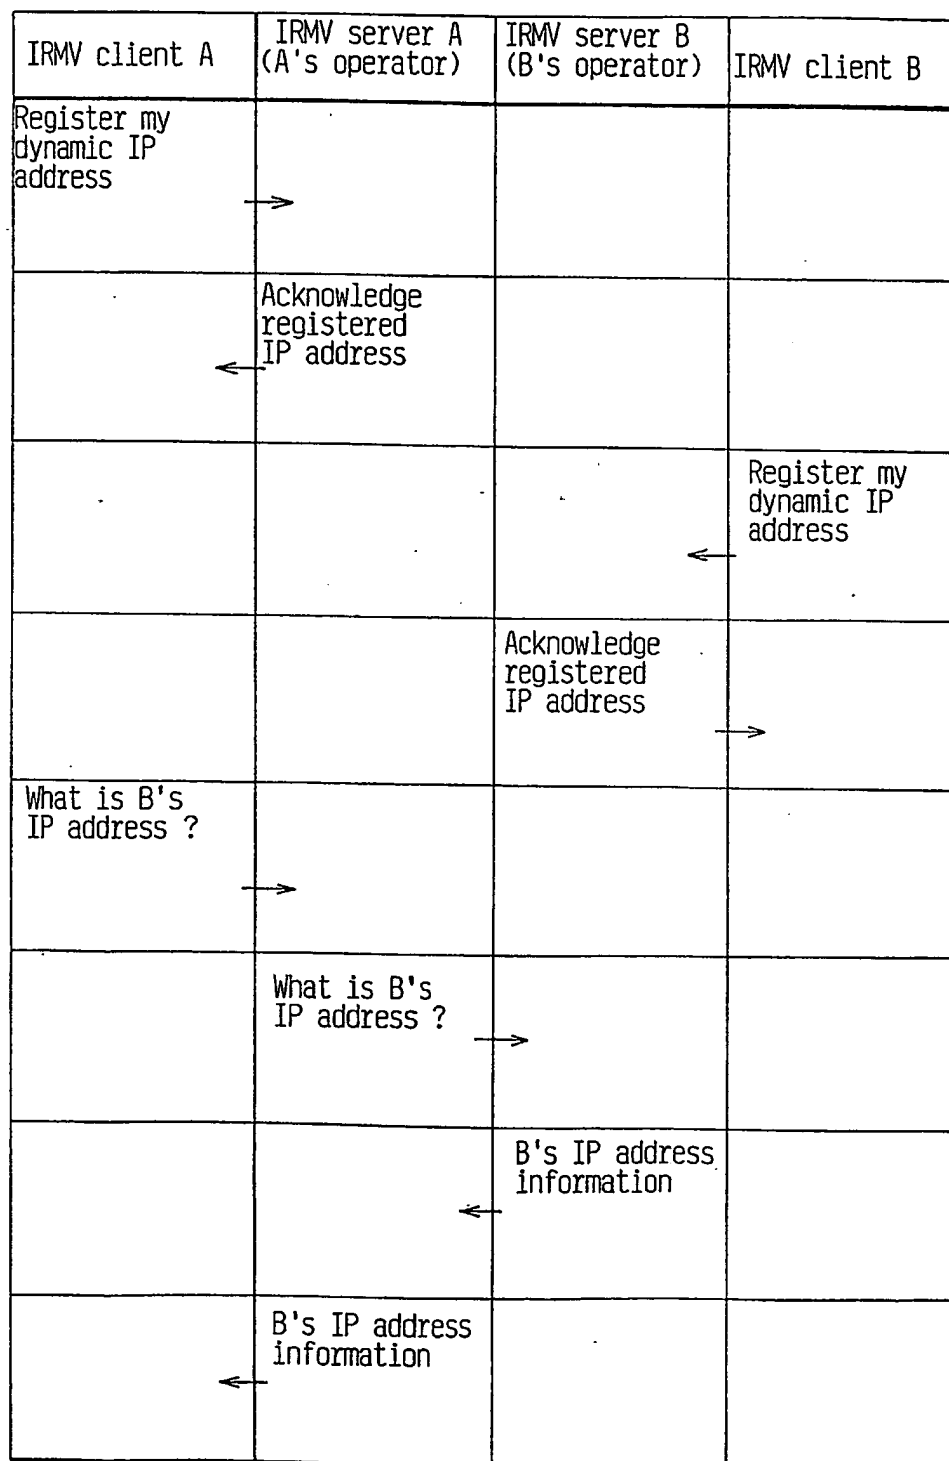 IRMV client A
IRMV server A
(A's operator)
IRMV server B
(B's operator)
IRMV client B
Register my
dynamic IP
address
Acknowledge
registered
IP address
Register my
dynamic IP
address
Acknowledge
registered
IP address
What is B's
IP address ?
What is B's
IP address ?
B's IP address
information
B's IP address
information